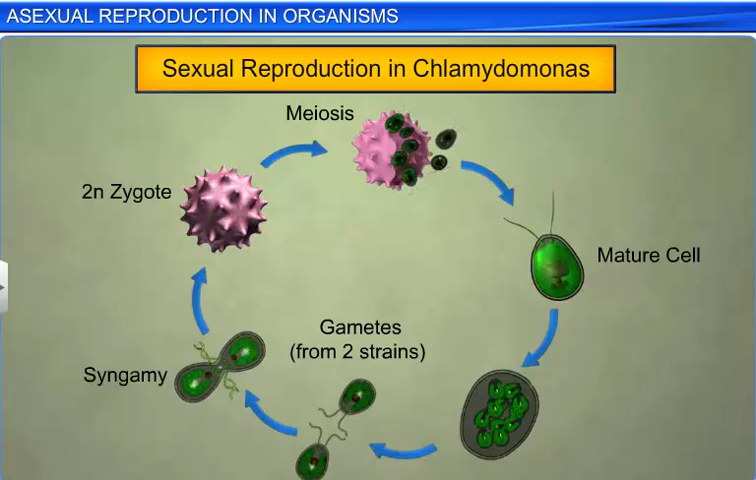 ASEXUAL REPRODUCTION IN ORGANISMS
Sexual Reproduction in Chlamydomonas
Meiosis
2n Zygote
Mature Cell
Gametes
(from 2 strains)
Syngamy